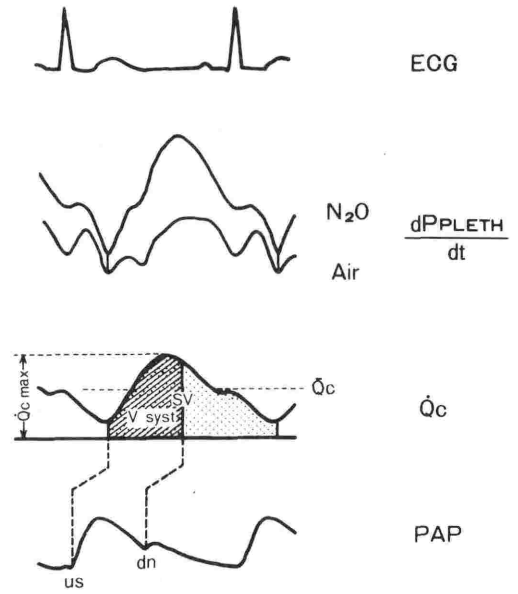 ECG
N₂O
Air
dPPLETH
dt
Q̇c max
Q̄c
SV
V syst
Q̇c
us
dn
PAP